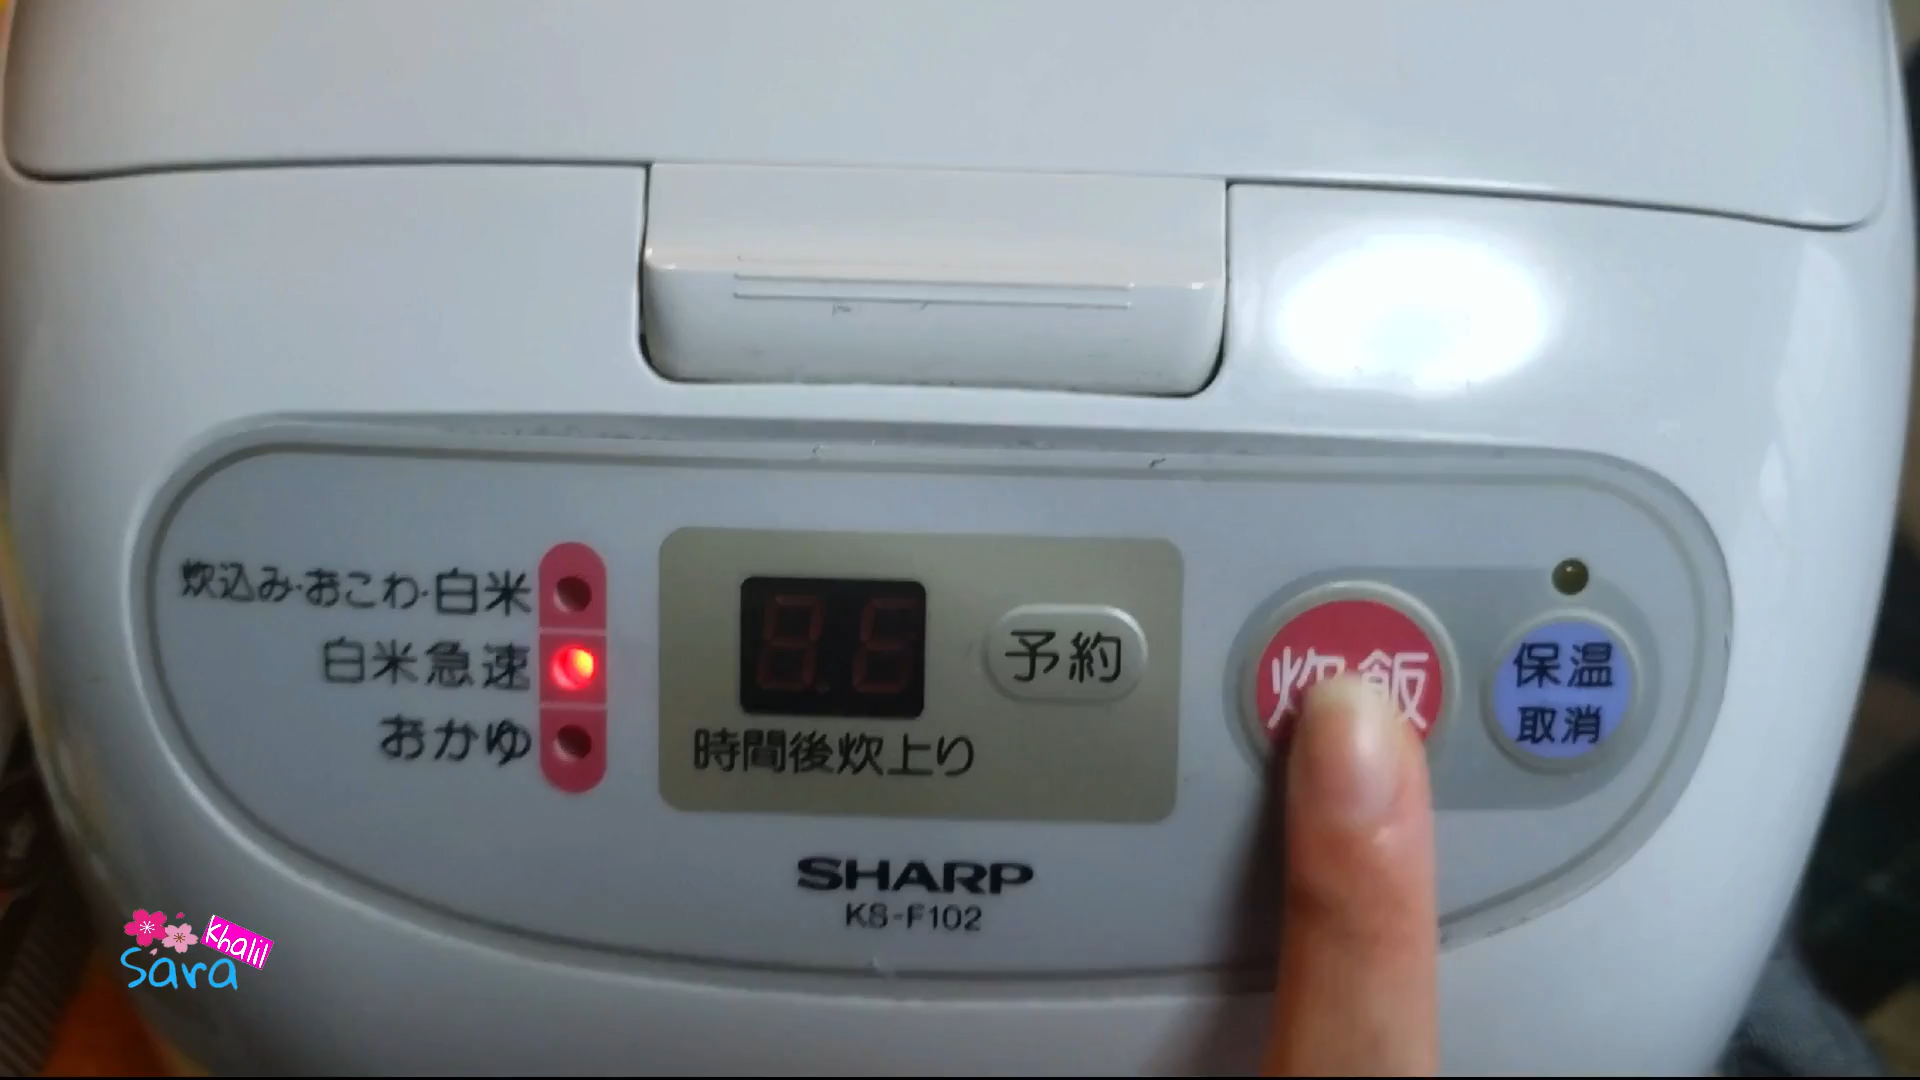 炊込み・おこわ・白米
白米急速
おかゆ
予約
時間後炊上り
炊飯
保温
取消
SHARP
KS-F102
Khalil
Sara